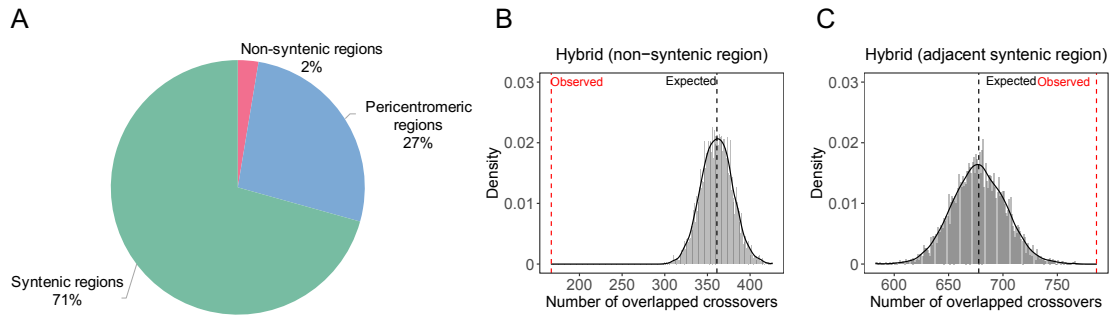 A
Non-syntenic regions
2%
Pericentromeric
regions
27%
Syntenic regions
71%
B
Hybrid (non−syntenic region)
Observed
Expected
0.03
0.02
0.01
0
Density
200
250
300
350
400
Number of overlapped crossovers
C
Hybrid (adjacent syntenic region)
Expected
Observed
0.03
0.02
0.01
0
Density
600
650
700
750
Number of overlapped crossovers